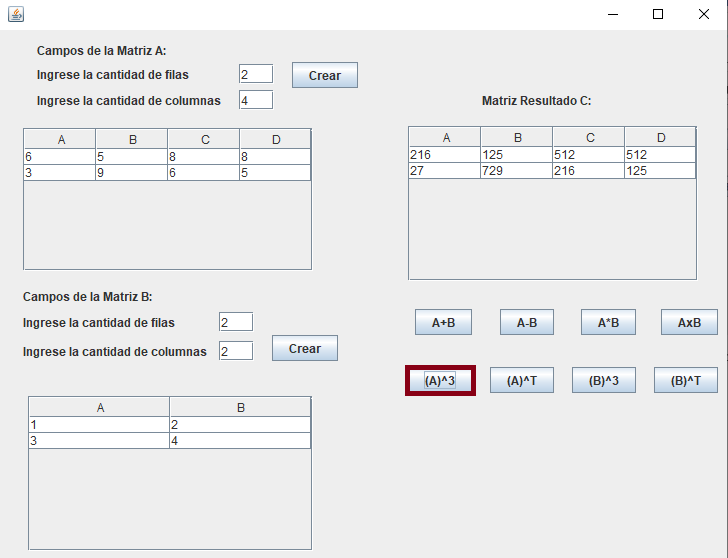 Campos de la Matriz A:
Ingrese la cantidad de filas 2
Crear
Ingrese la cantidad de columnas 4
A B C D
6 5 8 8
3 9 6 5
Campos de la Matriz B:
Ingrese la cantidad de filas 2
Ingrese la cantidad de columnas 2
Crear
A B
1 2
3 4
Matriz Resultado C:
A B C D
216 125 512 512
27 729 216 125
A+B A-B A*B AxB
(A)^3 (A)^T (B)^3 (B)^T